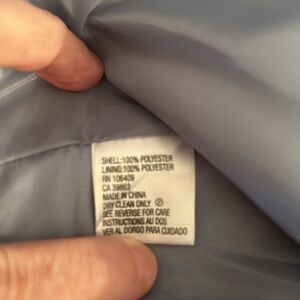 SHELL:100% POLYESTER
LINING:100% POLYESTER
RN 106409
CA 39863
MADE IN CHINA
DRY CLEAN ONLY Ⓟ
SEE REVERSE FOR CARE
INSTRUCTIONS AU DOS
VER AL DORSO PARA CUIDADO